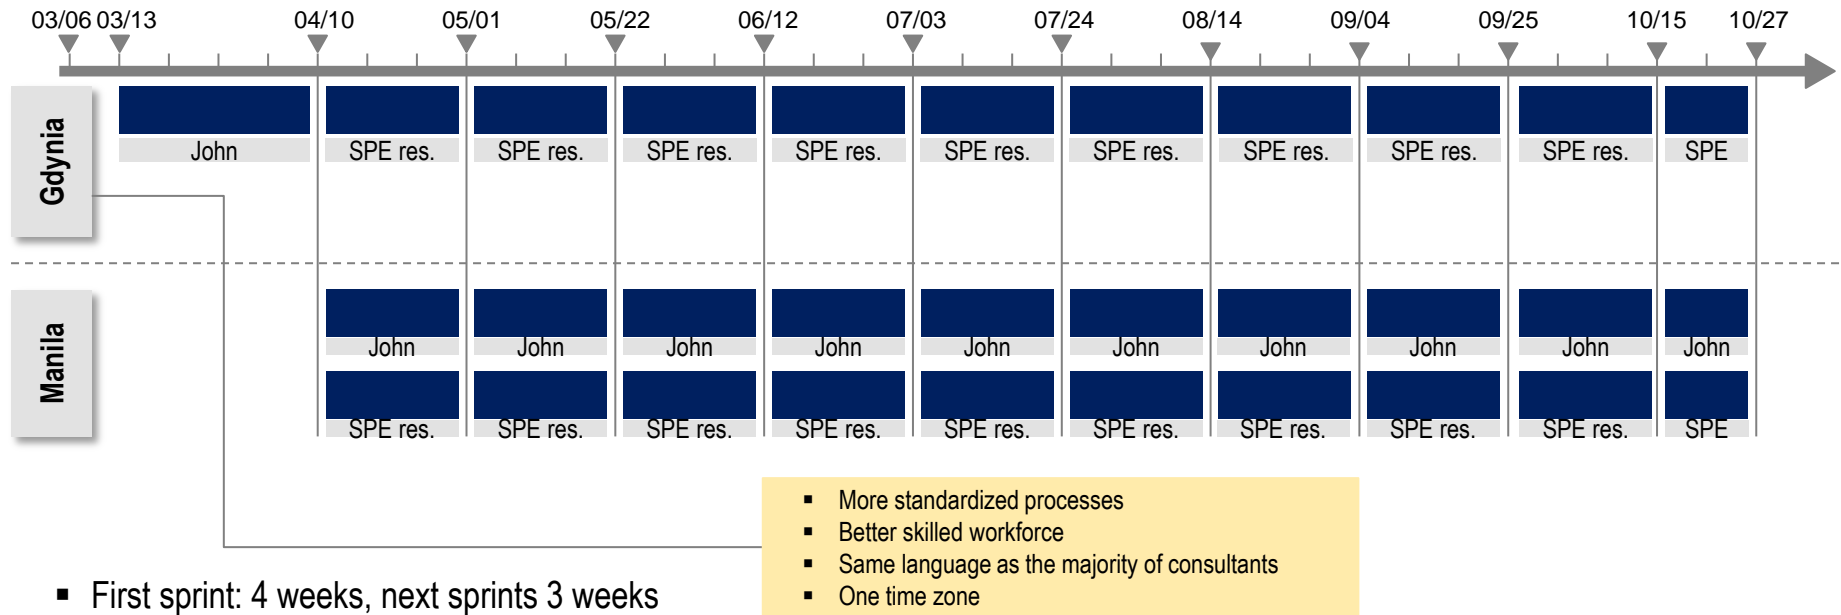 03/06 03/13 04/10 05/01 05/22 06/12 07/03 07/24 08/14 09/04 09/25 10/15 10/27
Gdynia
John SPE res. SPE res. SPE res. SPE res. SPE res. SPE res. SPE res. SPE res. SPE res. SPE
Manila
John John John John John John John John John John
SPE res. SPE res. SPE res. SPE res. SPE res. SPE res. SPE res. SPE res. SPE res. SPE
▪ More standardized processes
▪ Better skilled workforce
▪ Same language as the majority of consultants
▪ One time zone
▪ First sprint: 4 weeks, next sprints 3 weeks